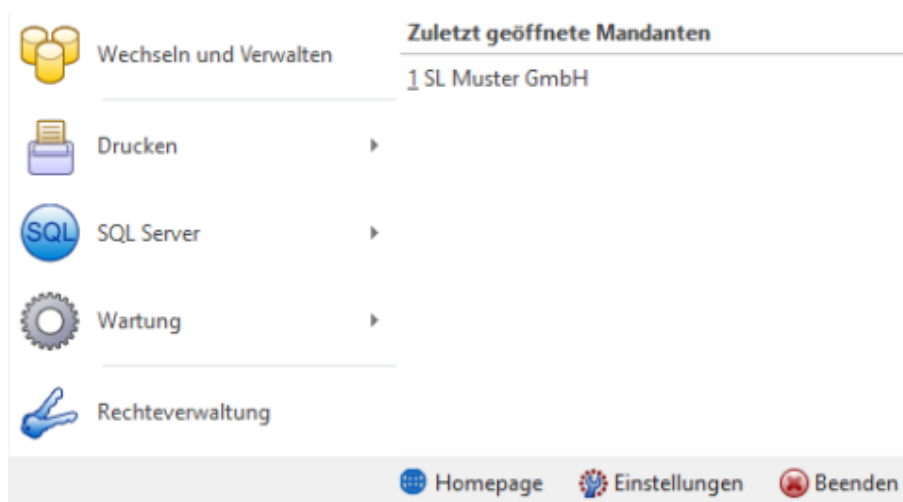 Wechseln und Verwalten
Drucken
SQL
SQL Server
Wartung
Rechteverwaltung
Zuletzt geöffnete Mandanten
1 SL Muster GmbH
Homepage
Einstellungen
Beenden